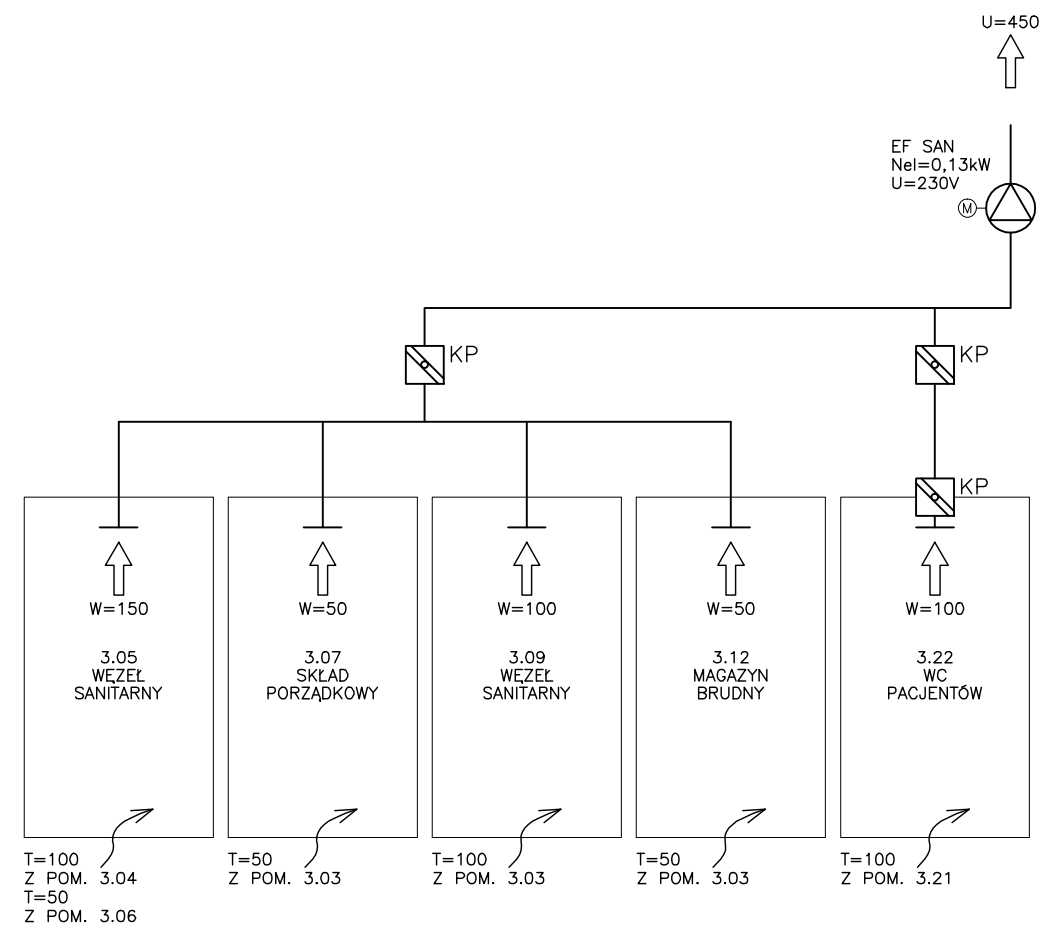 U=450
EF SAN
Nel=0,13kW
U=230V
M
KP
KP
KP
W=150
3.05
WĘZEŁ
SANITARNY
T=100
Z POM. 3.04
T=50
Z POM. 3.06
W=50
3.07
SKŁAD
PORZĄDKOWY
T=50
Z POM. 3.03
W=100
3.09
WĘZEŁ
SANITARNY
T=100
Z POM. 3.03
W=50
3.12
MAGAZYN
BRUDNY
T=50
Z POM. 3.03
W=100
3.22
WC
PACJENTÓW
T=100
Z POM. 3.21